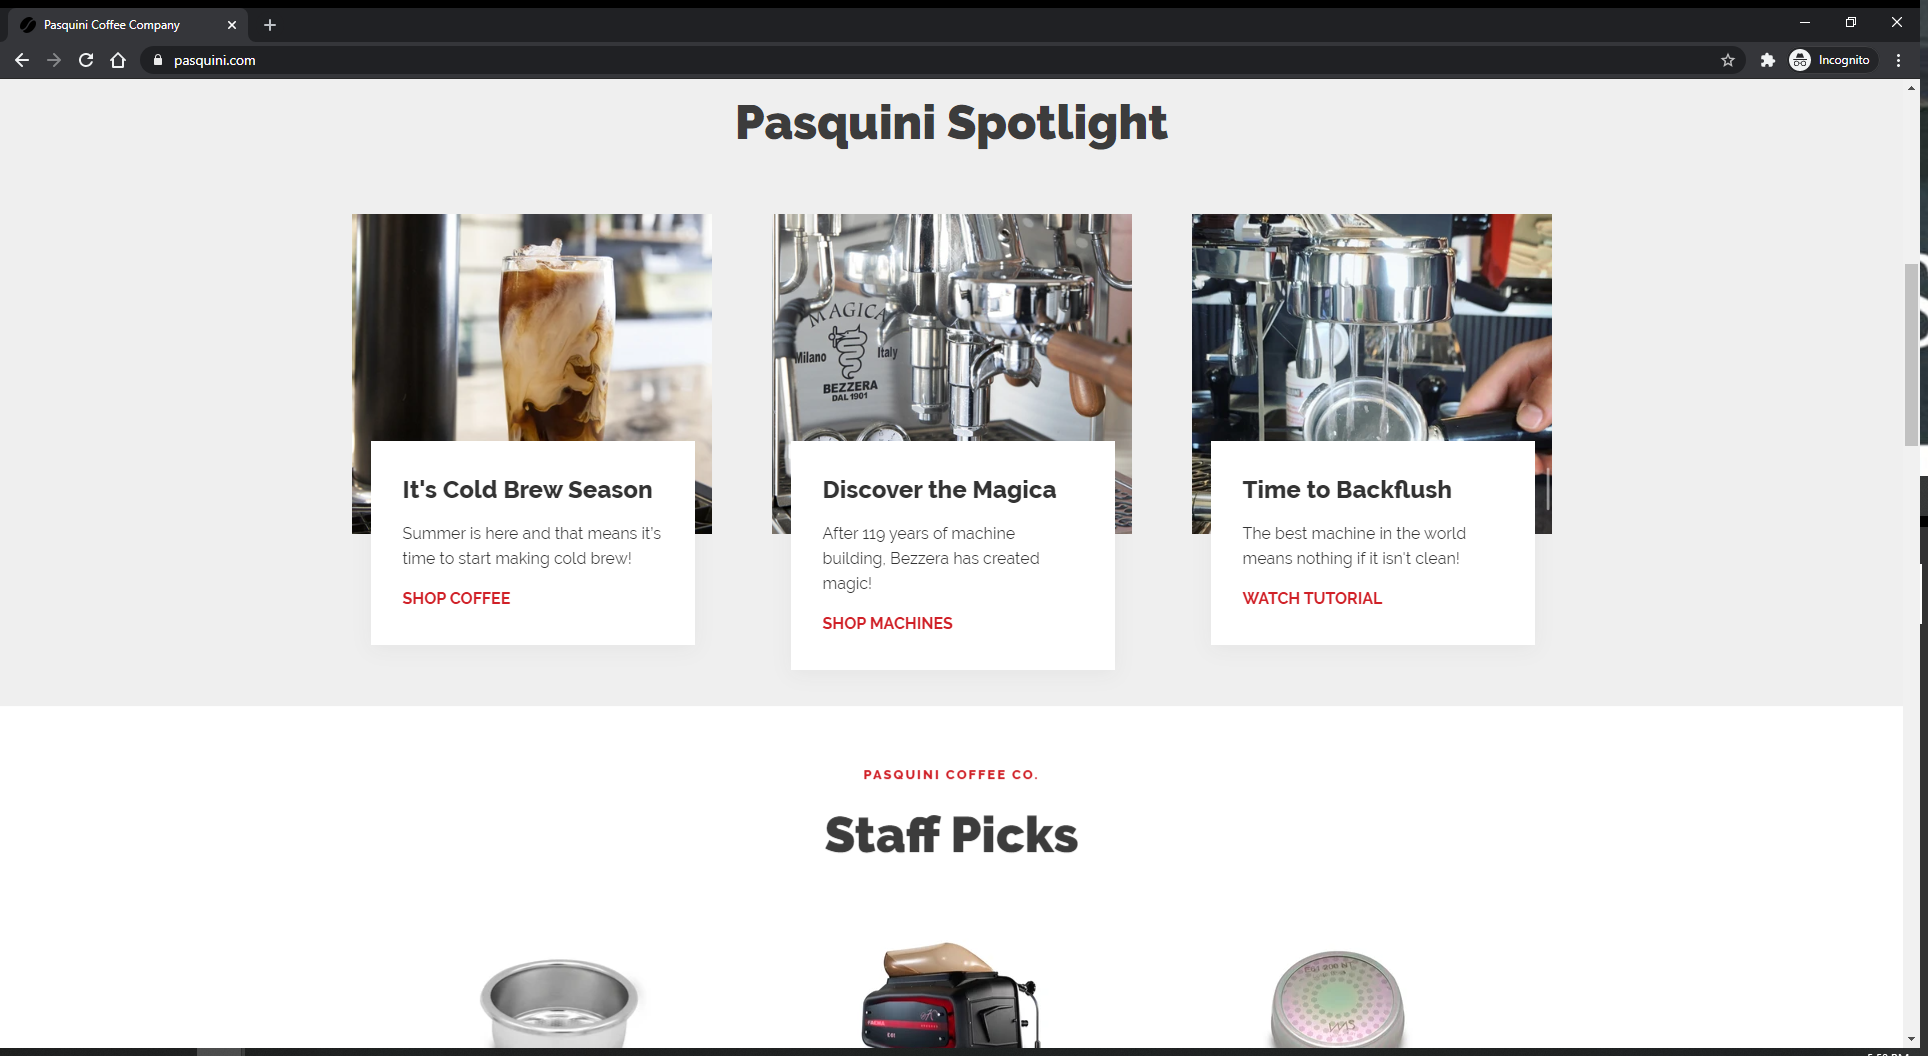 Pasquini Coffee Company
pasquini.com
Incognito
Pasquini Spotlight
MAGICA
Milano
Italy
BEZZERA
DAL 1901
It's Cold Brew Season
Summer is here and that means it's
time to start making cold brew!
SHOP COFFEE
Discover the Magica
After 119 years of machine
building, Bezzera has created
magic!
SHOP MACHINES
Time to Backflush
The best machine in the world
means nothing if it isn't clean!
WATCH TUTORIAL
PASQUINI COFFEE CO.
Staff Picks